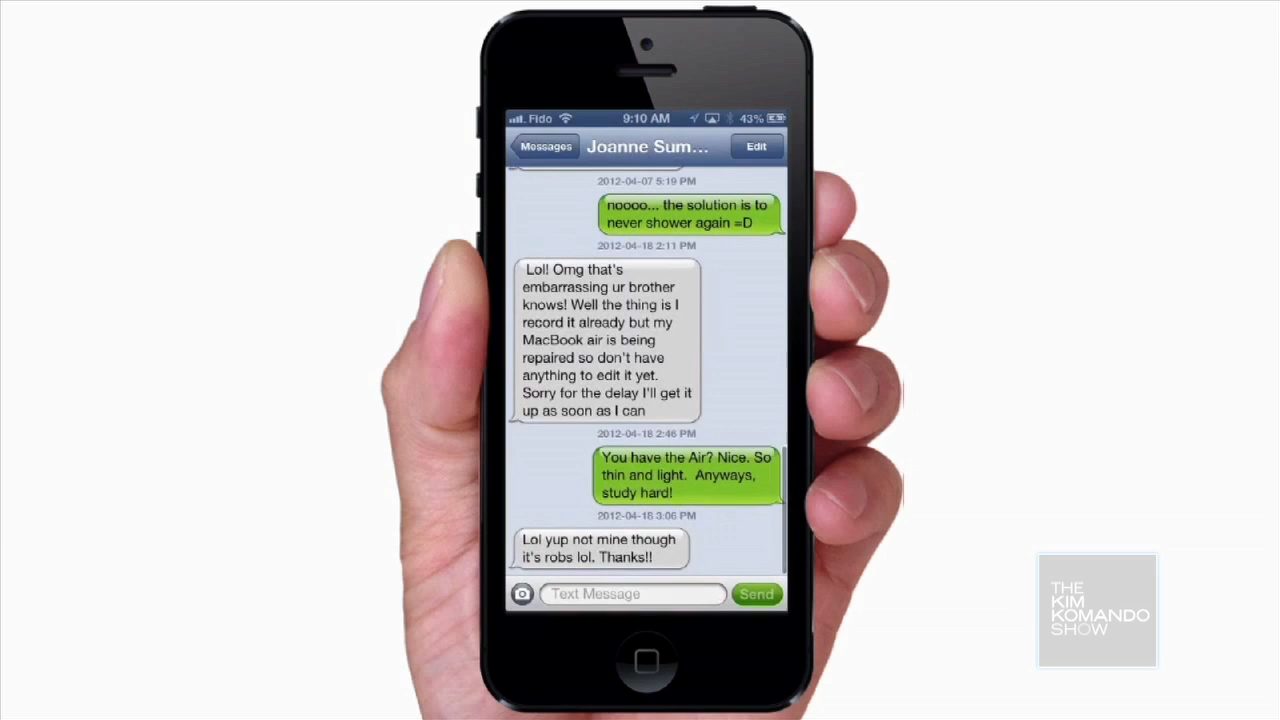 Fido 9:10 AM 43%
Messages Joanne Sum... Edit
2012-04-07 5:19 PM
noooo... the solution is to
never shower again =D
2012-04-18 2:11 PM
Lol! Omg that's
embarrassing ur brother
knows! Well the thing is I
record it already but my
MacBook air is being
repaired so don't have
anything to edit it yet.
Sorry for the delay I'll get it
up as soon as I can
2012-04-18 2:46 PM
You have the Air? Nice. So
thin and light. Anyways,
study hard!
2012-04-18 3:06 PM
Lol yup not mine though
it's robs lol. Thanks!!
Text Message Send
THE
KIM
KOMANDO
SHOW